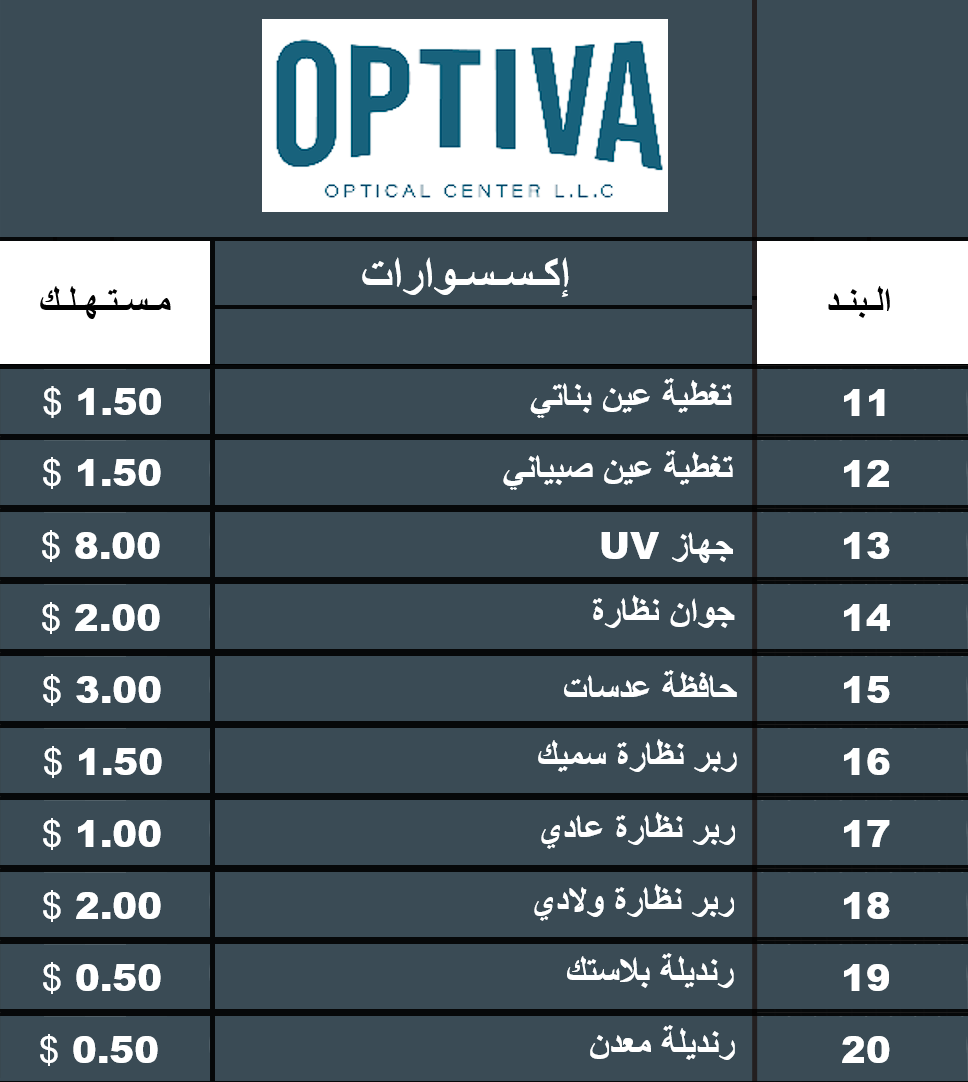 OPTIVA
OPTICAL CENTER L.L.C
البند إكسسوارات مستهلك
11 تغطية عين بناتي $ 1.50
12 تغطية عين صبياني $ 1.50
13 جهاز UV $ 8.00
14 جوان نظارة $ 2.00
15 حافظة عدسات $ 3.00
16 ربر نظارة سميك $ 1.50
17 ربر نظارة عادي $ 1.00
18 ربر نظارة ولادي $ 2.00
19 رنديلة بلاستك $ 0.50
20 رنديلة معدن $ 0.50